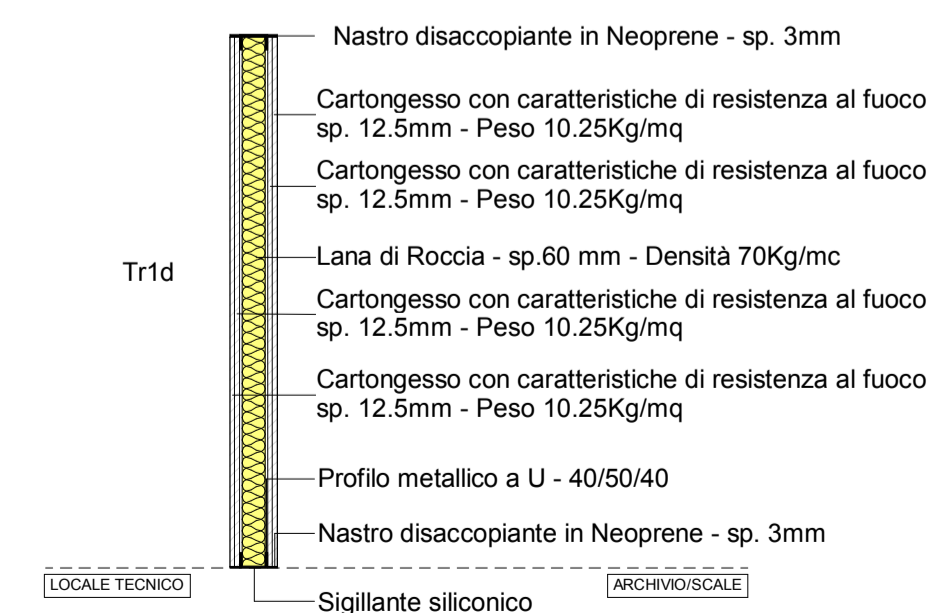 Nastro disaccopiante in Neoprene - sp. 3mm
Cartongesso con caratteristiche di resistenza al fuoco
sp. 12.5mm - Peso 10.25Kg/mq
Cartongesso con caratteristiche di resistenza al fuoco
sp. 12.5mm - Peso 10.25Kg/mq
Lana di Roccia - sp.60 mm - Densità 70Kg/mc
Tr1d
Cartongesso con caratteristiche di resistenza al fuoco
sp. 12.5mm - Peso 10.25Kg/mq
Cartongesso con caratteristiche di resistenza al fuoco
sp. 12.5mm - Peso 10.25Kg/mq
Profilo metallico a U - 40/50/40
Nastro disaccopiante in Neoprene - sp. 3mm
LOCALE TECNICO
ARCHIVIO/SCALE
Sigillante siliconico